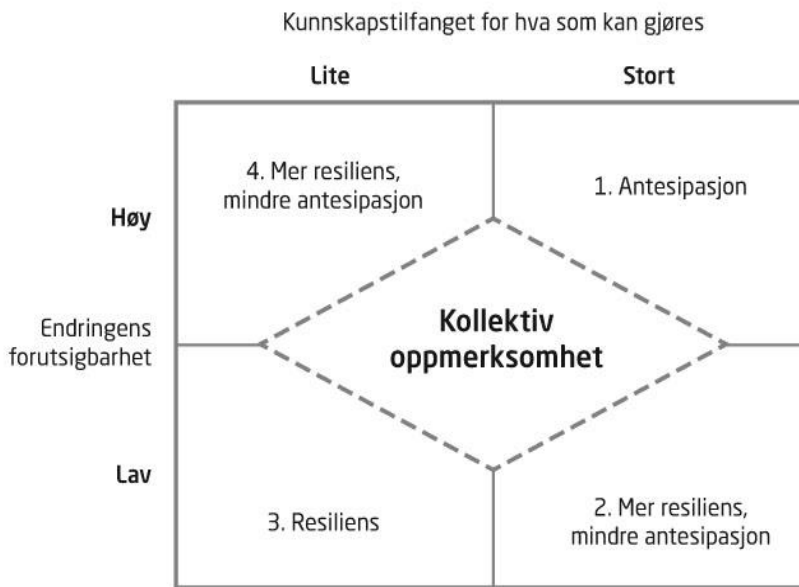 Kunnskapstilfanget for hva som kan gjøres
Lite
Stort
4. Mer resiliens,
mindre antesipasjon
1. Antesipasjon
Høy
Endringens
forutsigbarhet
Kollektiv
oppmerksomhet
Lav
3. Resiliens
2. Mer resiliens,
mindre antesipasjon